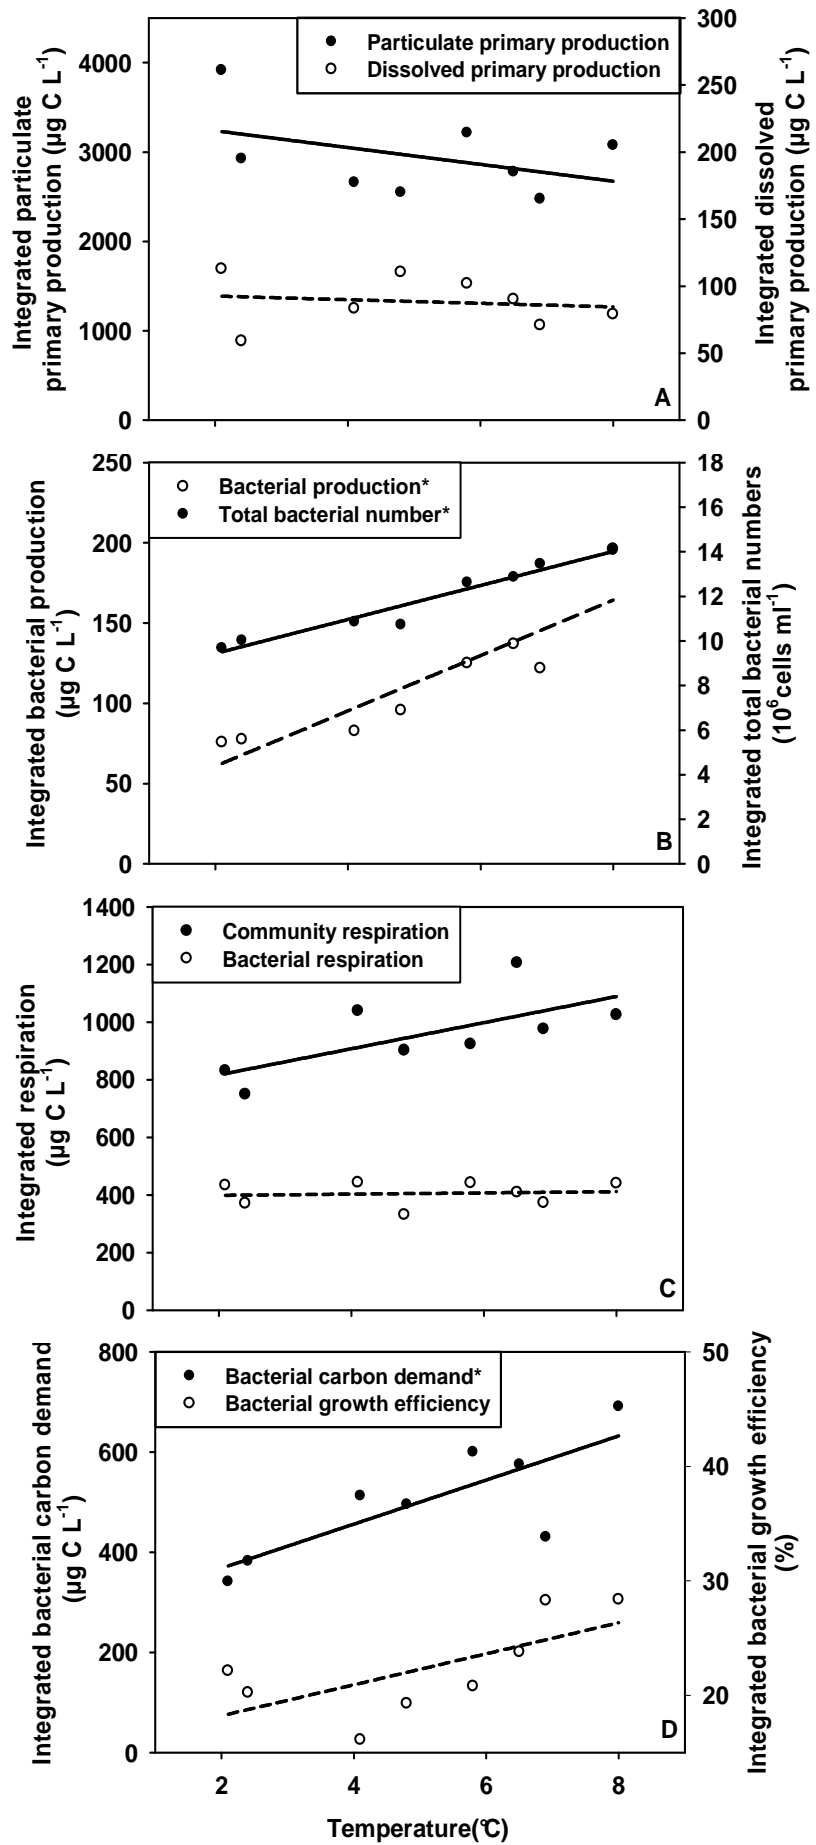 Particulate primary production
Dissolved primary production
Integrated particulate
primary production (µg C L-1)
4000
3000
2000
1000
0
300
250
200
150
100
50
0
Integrated dissolved
primary production (µg C L-1)
A
Bacterial production*
Total bacterial number*
Integrated bacterial production
(µg C L-1)
250
200
150
100
50
0
18
16
14
12
10
8
6
4
2
0
Integrated total bacterial numbers
(10⁶cells ml-1)
B
Community respiration
Bacterial respiration
Integrated respiration
(µg C L-1)
1400
1200
1000
800
600
400
200
0
C
Bacterial carbon demand*
Bacterial growth efficiency
Integrated bacterial carbon demand
(µg C L-1)
800
600
400
200
0
50
40
30
20
Integrated bacterial growth efficiency
(%)
D
2 4 6 8
Temperature(°C)